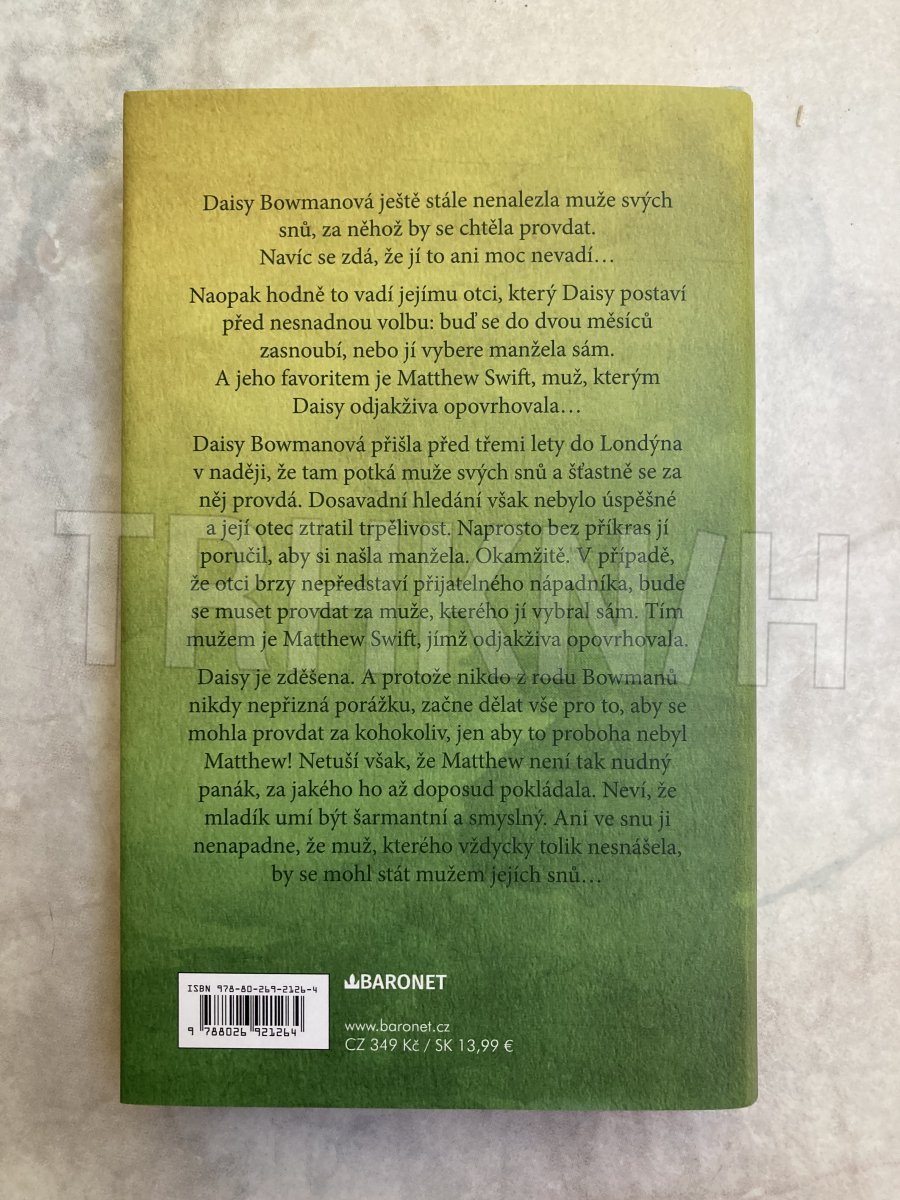 Daisy Bowmanová ještě stále nenalezla muže svých
snů, za něhož by se chtěla provdat.
Navíc se zdá, že jí to ani moc nevadí…
Naopak hodně to vadí jejímu otci, který Daisy postaví
před nesnadnou volbu: buď se do dvou měsíců
zasnoubí, nebo jí vybere manžela sám.
A jeho favoritem je Matthew Swift, muž, kterým
Daisy odjakživa opovrhovala…
Daisy Bowmanová přišla před třemi lety do Londýna
v naději, že tam potká muže svých snů a šťastně se za
něj provdá. Dosavadní hledání však nebylo úspěšné
a její otec ztratil trpělivost. Naprosto bez příkras jí
poručil, aby si našla manžela. Okamžitě. V případě,
že otci brzy nepředstaví přijatelného nápadníka, bude
se muset provdat za muže, kterého jí vybral sám. Tím
mužem je Matthew Swift, jímž odjakživa opovrhovala.
Daisy je zděšena. A protože nikdo z rodu Bowmanů
nikdy nepřizná porážku, začne dělat vše pro to, aby se
mohla provdat za kohokoliv, jen aby to proboha nebyl
Matthew! Netuší však, že Matthew není tak nudný
panák, za jakého ho až doposud pokládala. Neví, že
mladík umí být šarmantní a smyslný. Ani ve snu ji
nenapadne, že muž, kterého vždycky tolik nesnášela,
by se mohl stát mužem jejích snů…
ISBN 978-80-269-2126-4
9 788026 921264
BARONET
www.baronet.cz
CZ 349 Kč / SK 13,99 €